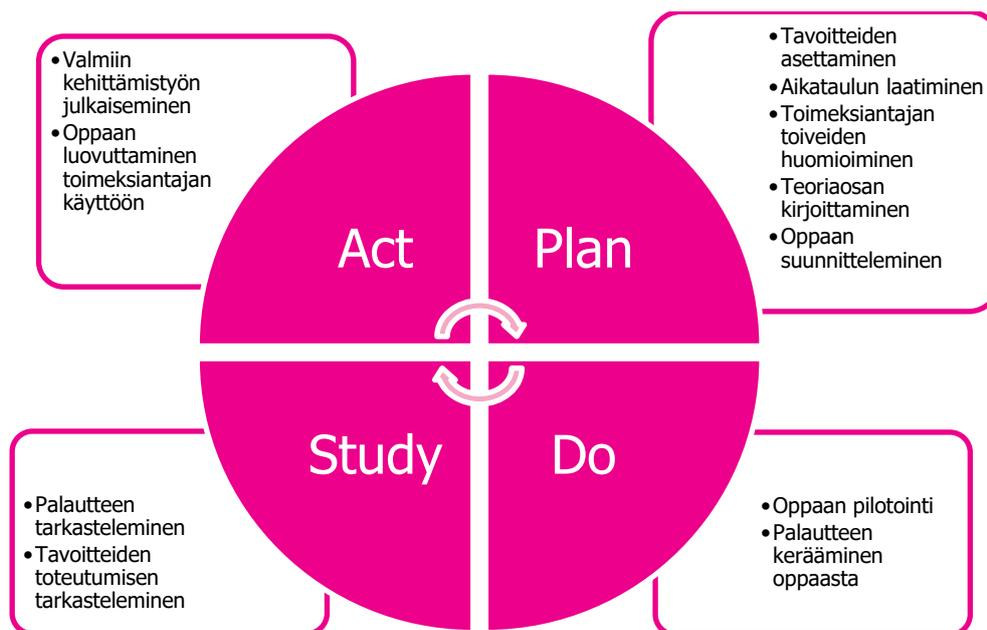 • Valmiin
kehittämistyön
julkaiseminen
• Oppaan
luovuttaminen
toimeksiantajan
käyttöön
Act
Plan
• Tavoitteiden
asettaminen
• Aikataulun laatiminen
• Toimeksiantajan
toiveiden
huomioiminen
• Teoriaosan
kirjoittaminen
• Oppaan
suunnitteleminen
• Palautteen
tarkasteleminen
• Tavoitteiden
toteutumisen
tarkasteleminen
Study
Do
• Oppaan pilotointi
• Palautteen
kerääminen
oppaasta